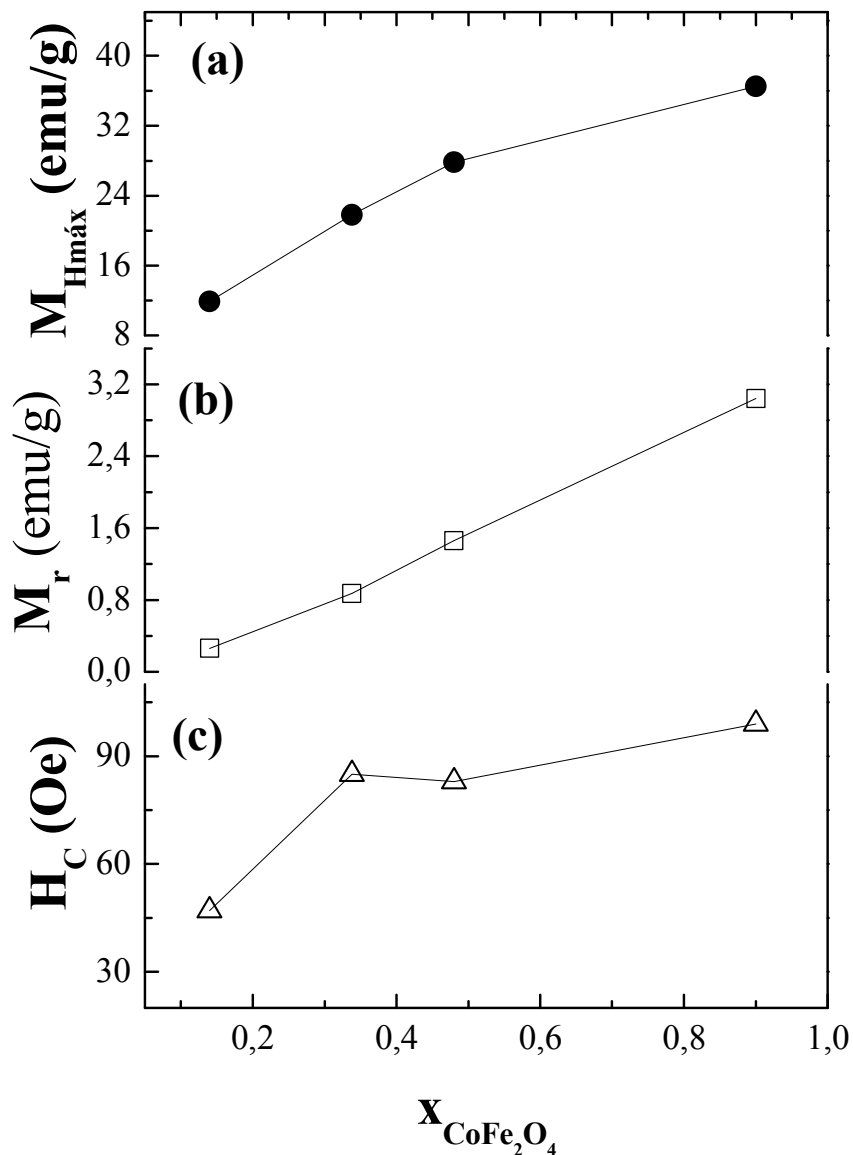 (a)
M_Hmáx (emu/g)
40
32
24
16
8
(b)
M_r (emu/g)
3,2
2,4
1,6
0,8
0,0
(c)
H_C (Oe)
90
60
30
0,2 0,4 0,6 0,8 1,0
x_CoFe₂O₄